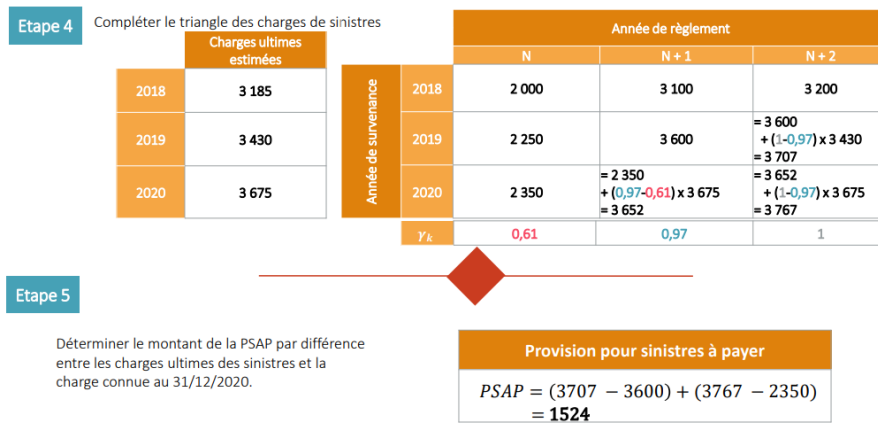 Etape 4
Compléter le triangle des charges de sinistres
Charges ultimes
estimées
2018 3 185
2019 3 430
2020 3 675
Année de règlement
N N + 1 N + 2
Année de survenance
2018 2 000 3 100 3 200
2019 2 250 3 600 = 3 600
+ (1-0,97) x 3 430
= 3 707
2020 2 350 = 2 350
+ (0,97-0,61) x 3 675
= 3 652
= 3 652
+ (1-0,97) x 3 675
= 3 767
γk 0,61 0,97 1
Etape 5
Déterminer le montant de la PSAP par différence
entre les charges ultimes des sinistres et la
charge connue au 31/12/2020.
Provision pour sinistres à payer
PSAP = (3707 − 3600) + (3767 − 2350)
= 1524